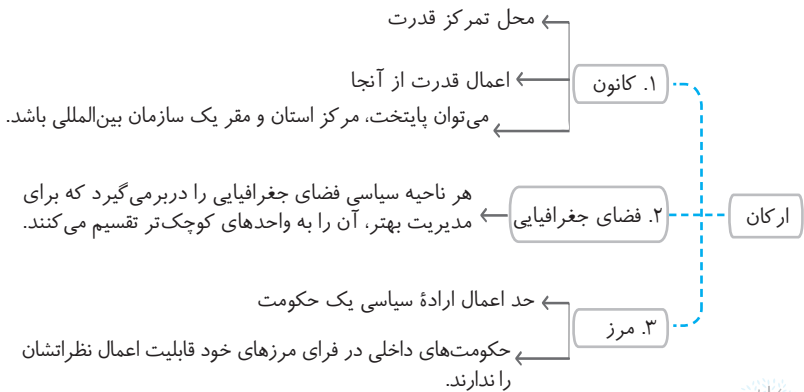 ارکان
۱. کانون
محل تمرکز قدرت
اعمال قدرت از آنجا
می‌توان پایتخت، مرکز استان و مقر یک سازمان بین‌المللی باشد.
۲. فضای جغرافیایی
هر ناحیه سیاسی فضای جغرافیایی را دربرمی‌گیرد که برای
مدیریت بهتر، آن را به واحدهای کوچک‌تر تقسیم می‌کنند.
۳. مرز
حد اعمال ارادهٔ سیاسی یک حکومت
حکومت‌های داخلی در فرای مرزهای خود قابلیت اعمال نظراتشان
را ندارند.